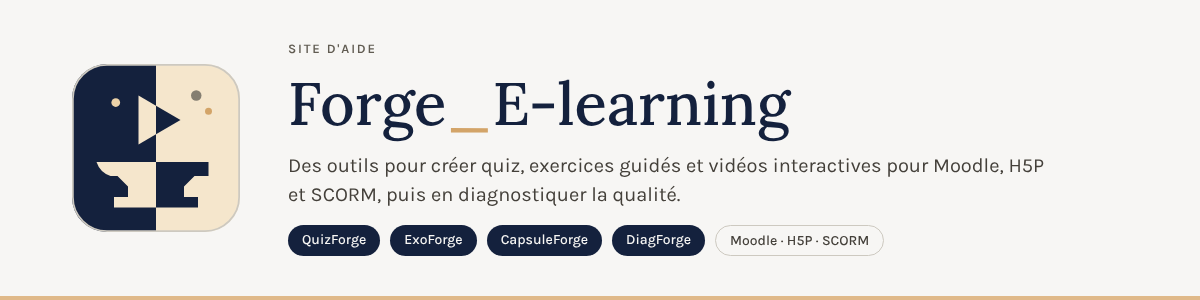 SITE D'AIDE
Forge_E-learning
Des outils pour créer quiz, exercices guidés et vidéos interactives pour Moodle, H5P
et SCORM, puis en diagnostiquer la qualité.
QuizForge ExoForge CapsuleForge DiagForge Moodle · H5P · SCORM